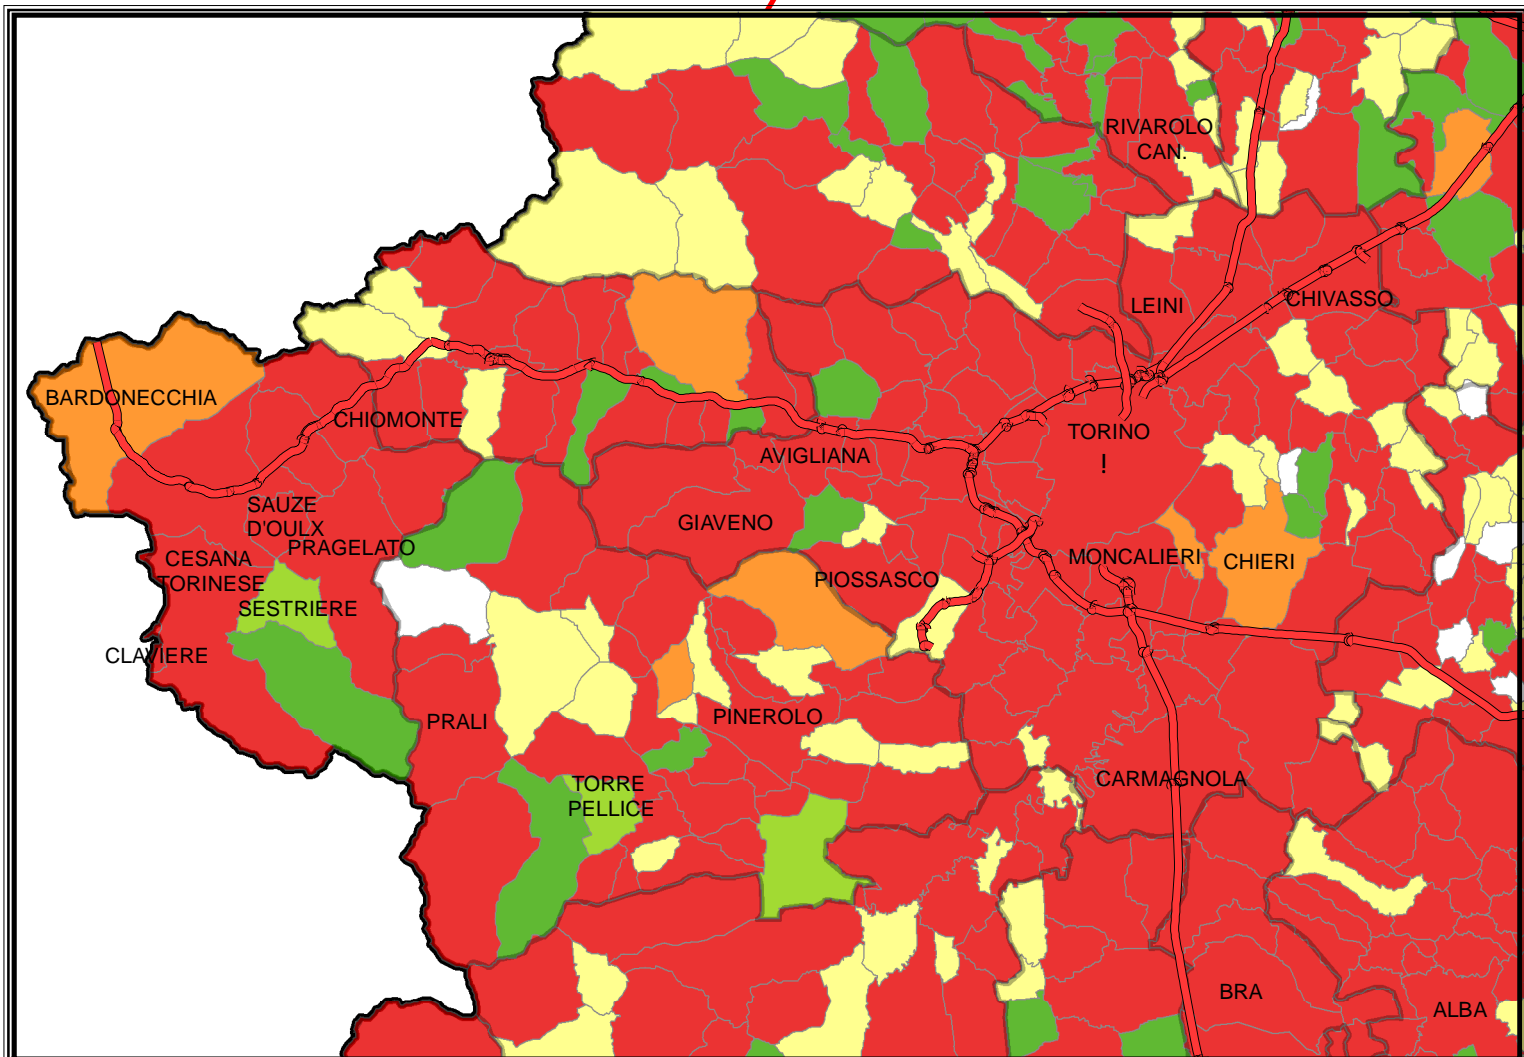 RIVAROLO
CAN.
LEINI
CHIVASSO
BARDONECCHIA
CHIOMONTE
TORINO
!
AVIGLIANA
SAUZE
D'OULX
GIAVENO
PRAGELATO
CESANA
TORINESE
MONCALIERI
CHIERI
PIOSSASCO
SESTRIERE
CLAVIERE
PRALI
PINEROLO
TORRE
PELLICE
CARMAGNOLA
BRA
ALBA